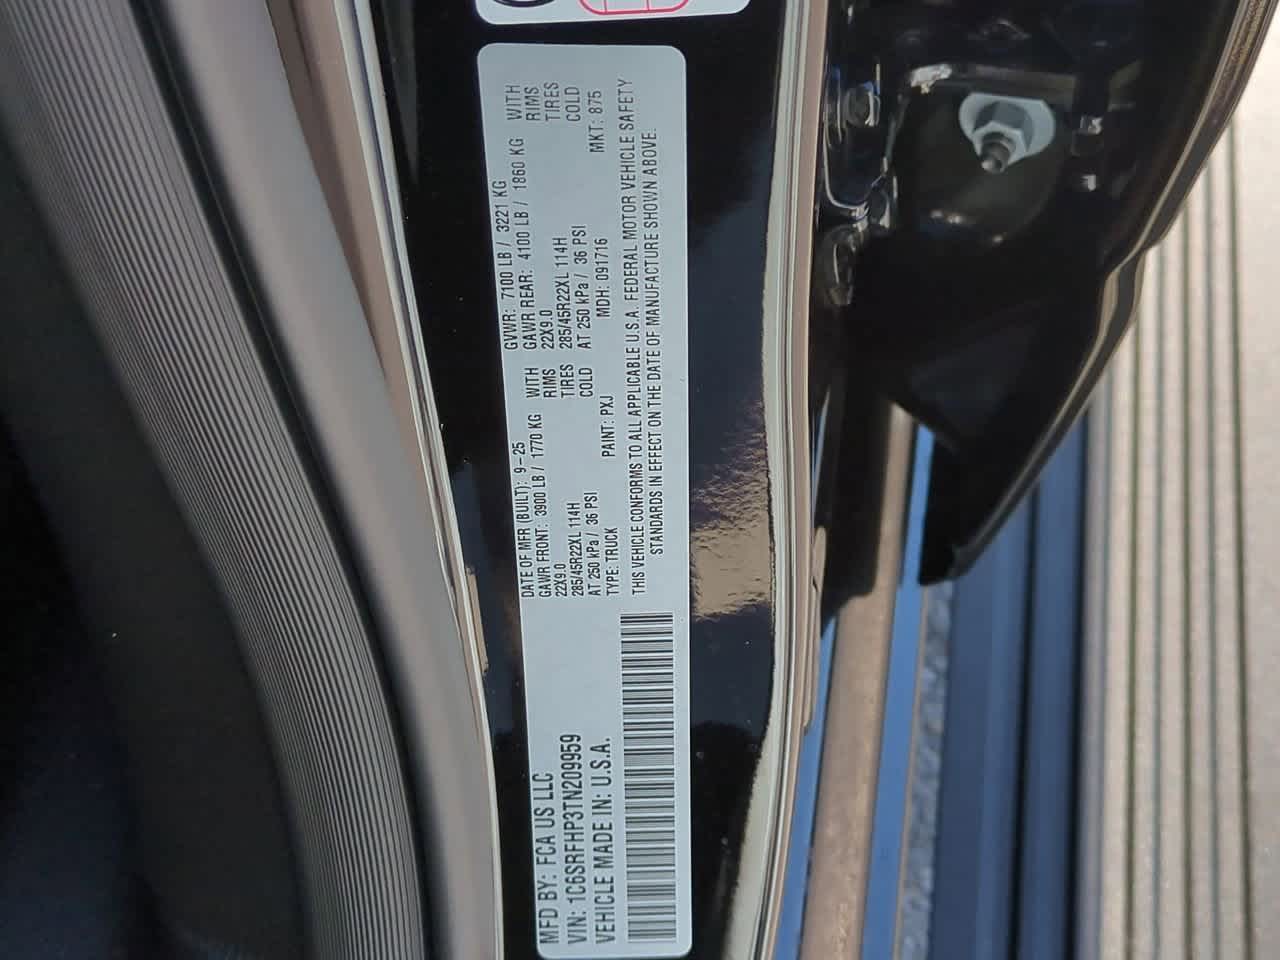 MFD BY: FCA US LLC
VIN: 1C6SRFHP3TN209959
VEHICLE MADE IN: U.S.A.
DATE OF MFR (BUILT): 9-25 GVWR: 7100 LB / 3221 KG
GAWR FRONT: 3900 LB / 1770 KG WITH GAWR REAR: 4100 LB / 1860 KG WITH
22X9.0 RIMS 22X9.0 RIMS
285/45R22XL 114H TIRES 285/45R22XL 114H TIRES
AT 250 kPa / 36 PSI COLD AT 250 kPa / 36 PSI COLD
TYPE: TRUCK PAINT: PXJ MDH: 091716 MKT: 875
THIS VEHICLE CONFORMS TO ALL APPLICABLE U.S.A. FEDERAL MOTOR VEHICLE SAFETY
STANDARDS IN EFFECT ON THE DATE OF MANUFACTURE SHOWN ABOVE.